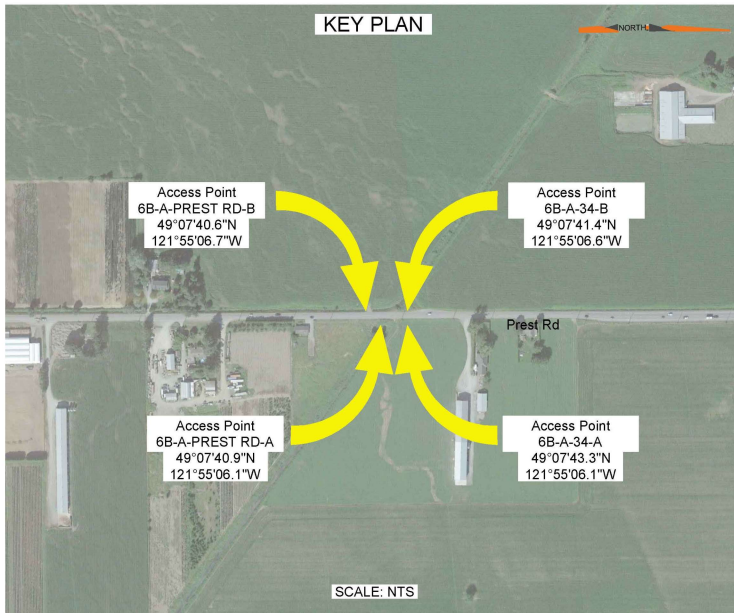 KEY PLAN
NORTH
Access Point
6B-A-PREST RD-B
49°07'40.6"N
121°55'06.7"W
Access Point
6B-A-34-B
49°07'41.4"N
121°55'06.6"W
Prest Rd
Access Point
6B-A-PREST RD-A
49°07'40.9"N
121°55'06.1"W
Access Point
6B-A-34-A
49°07'43.3"N
121°55'06.1"W
SCALE: NTS